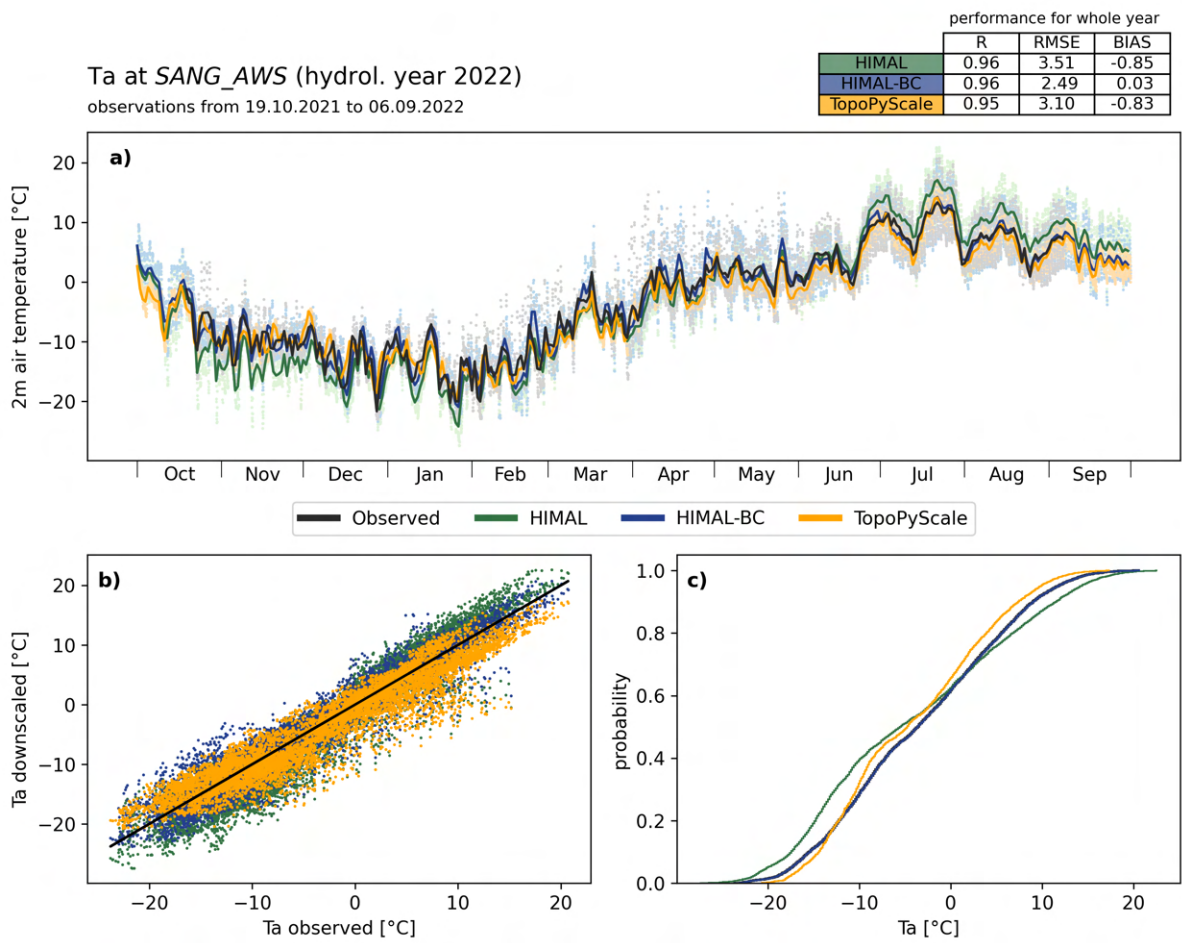 performance for whole year
R RMSE BIAS
HIMAL 0.96 3.51 -0.85
HIMAL-BC 0.96 2.49 0.03
TopoPyScale 0.95 3.10 -0.83
Ta at SANG_AWS (hydrol. year 2022)
observations from 19.10.2021 to 06.09.2022
a)
2m air temperature [°C]
20
10
0
−10
−20
Oct Nov Dec Jan Feb Mar Apr May Jun Jul Aug Sep
Observed HIMAL HIMAL-BC TopoPyScale
b)
Ta downscaled [°C]
20
10
0
−10
−20
−20 −10 0 10 20
Ta observed [°C]
c)
probability
1.0
0.8
0.6
0.4
0.2
0.0
−20 −10 0 10 20
Ta [°C]